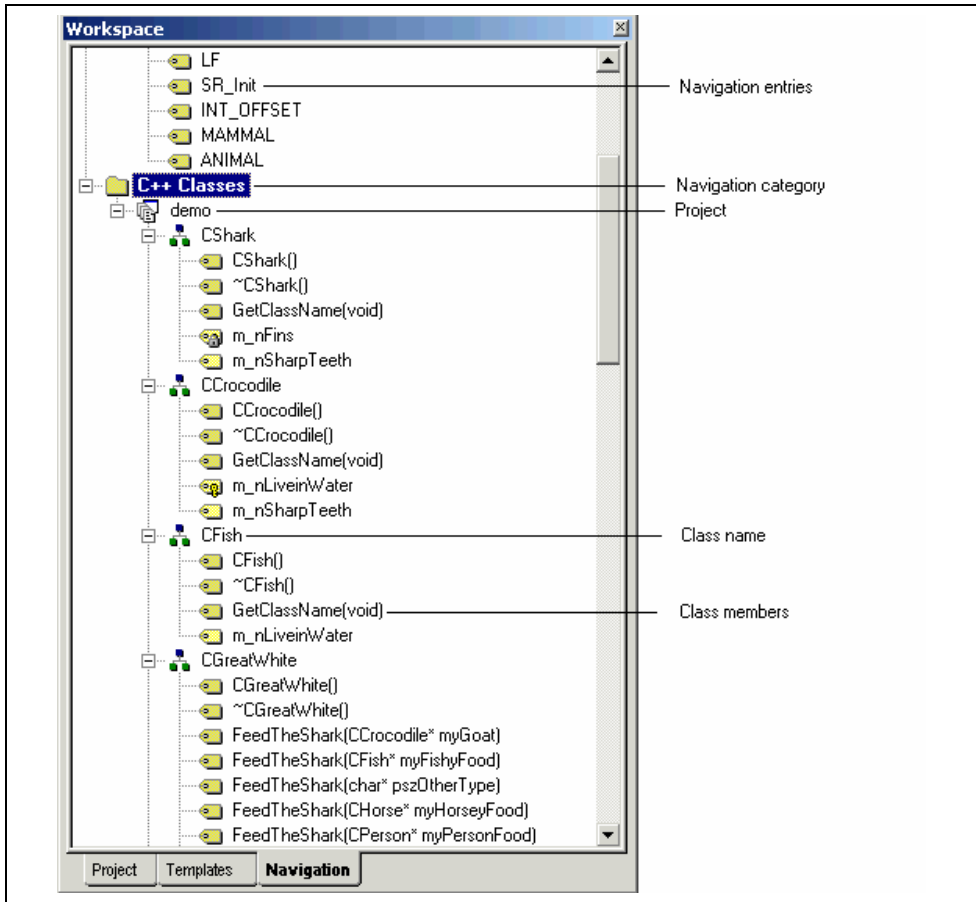 Workspace
LF
SR_Init
Navigation entries
INT_OFFSET
MAMMAL
ANIMAL
C++ Classes
Navigation category
demo
Project
CShark
CShark()
~CShark()
GetClassName(void)
m_nFins
m_nSharpTeeth
CCrocodile
CCrocodile()
~CCrocodile()
GetClassName(void)
m_nLiveinWater
m_nSharpTeeth
CFish
Class name
CFish()
~CFish()
GetClassName(void)
Class members
m_nLiveinWater
CGreatWhite
CGreatWhite()
~CGreatWhite()
FeedTheShark(CCrocodile* myGoat)
FeedTheShark(CFish* myFishyFood)
FeedTheShark(char* pszOtherType)
FeedTheShark(CHorse* myHorseyFood)
FeedTheShark(CPerson* myPersonFood)
Project Templates Navigation